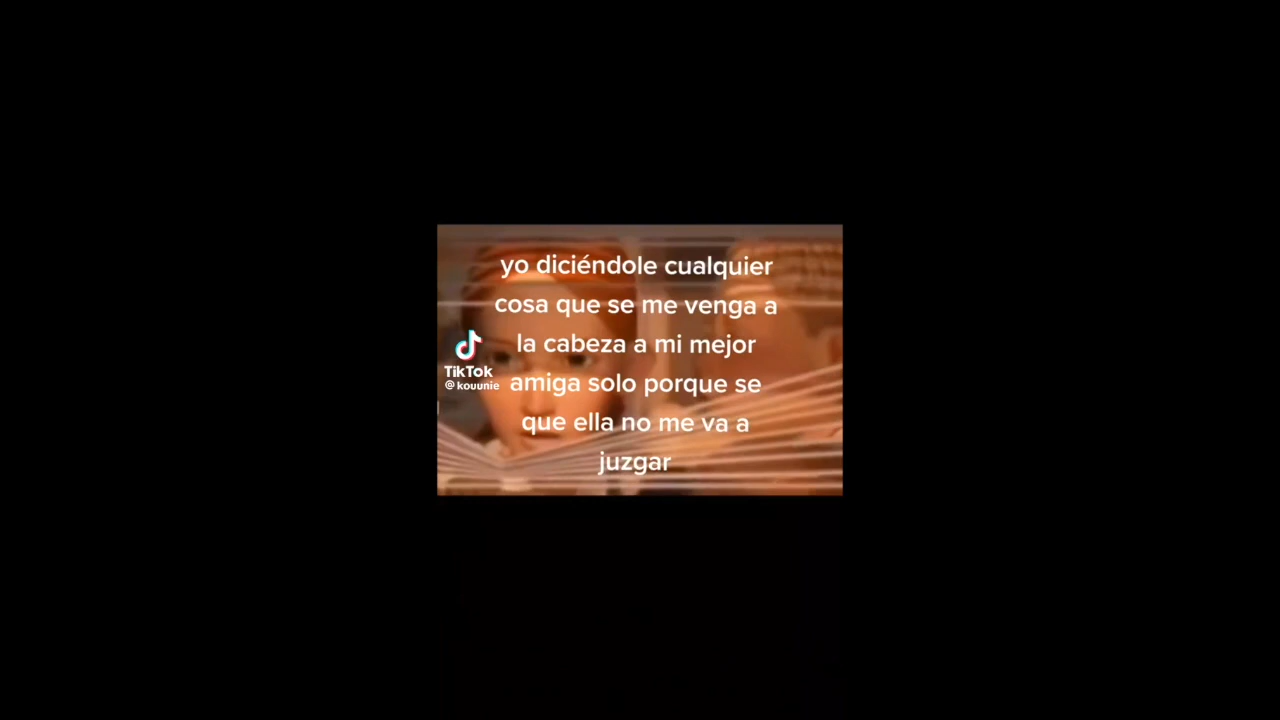 yo diciéndole cualquier
cosa que se me venga a
la cabeza a mi mejor
amiga solo porque se
que ella no me va a
juzgar
TikTok
@kouunie